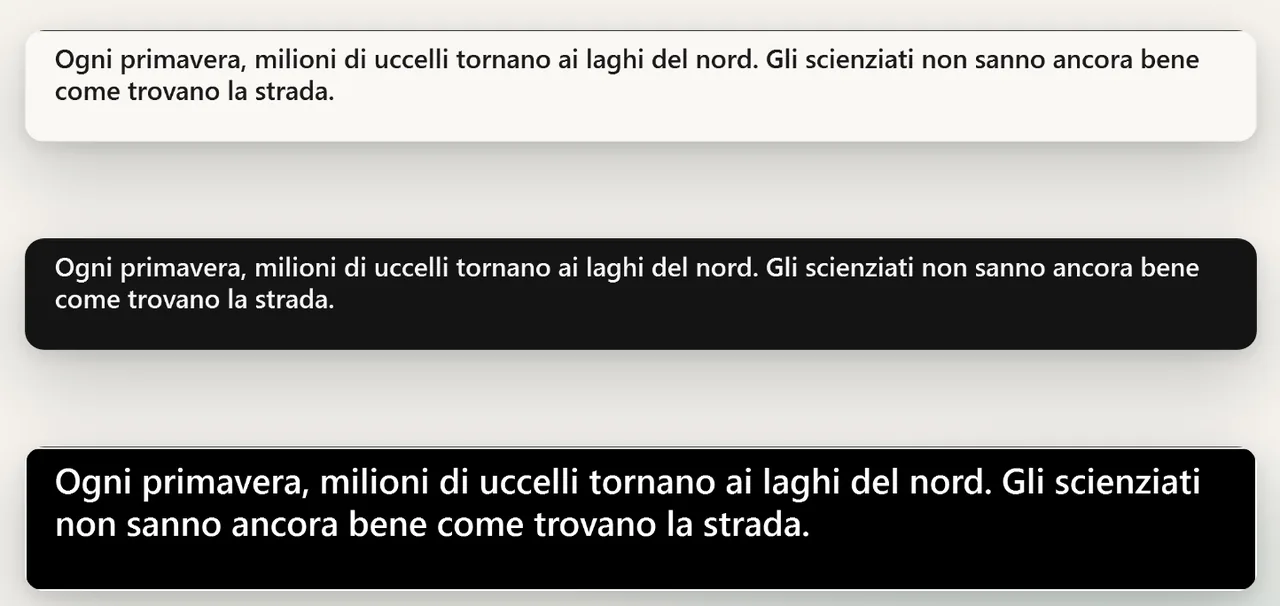 Ogni primavera, milioni di uccelli tornano ai laghi del nord. Gli scienziati non sanno ancora bene
come trovano la strada.
Ogni primavera, milioni di uccelli tornano ai laghi del nord. Gli scienziati non sanno ancora bene
come trovano la strada.
Ogni primavera, milioni di uccelli tornano ai laghi del nord. Gli scienziati
non sanno ancora bene come trovano la strada.